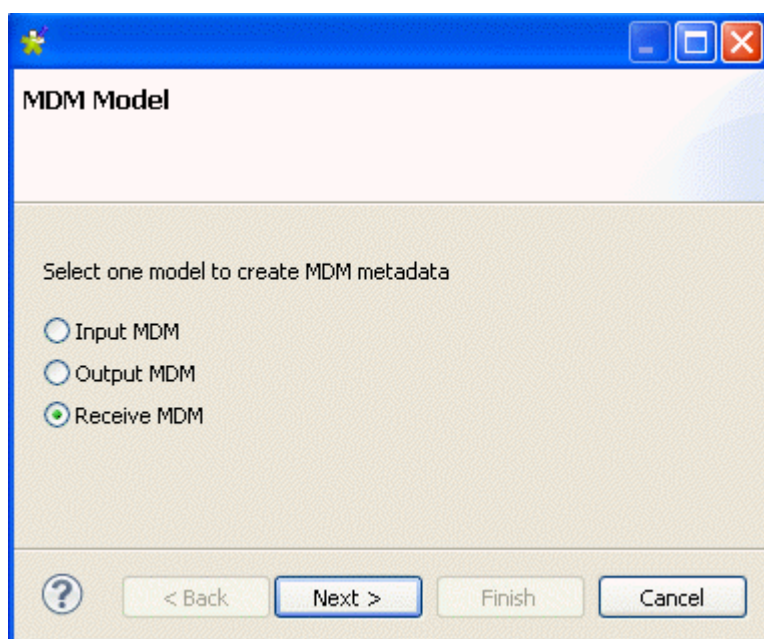 MDM Model
Select one model to create MDM metadata
Input MDM
Output MDM
Receive MDM
? < Back Next > Finish Cancel